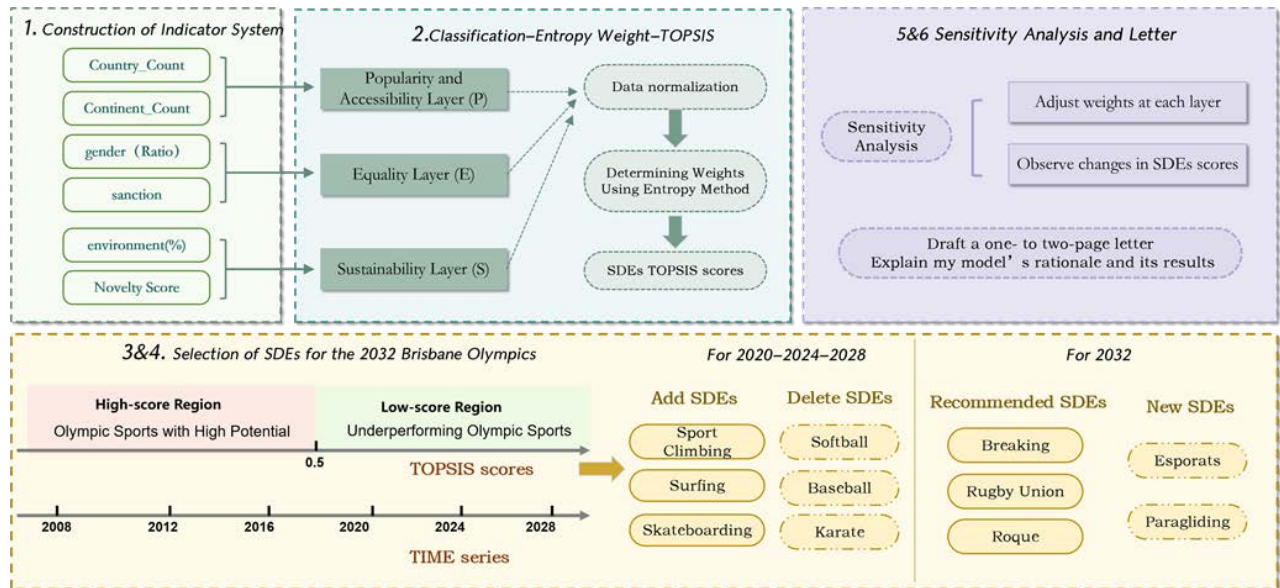 1. Construction of Indicator System
Country_Count
Continent_Count
gender（Ratio）
sanction
environment(%)
Novelty Score
2.Classification–Entropy Weight–TOPSIS
Popularity and
Accessibility Layer (P)
Equality Layer (E)
Sustainability Layer (S)
Data normalization
Determining Weights
Using Entropy Method
SDEs TOPSIS scores
5&6 Sensitivity Analysis and Letter
Sensitivity
Analysis
Adjust weights at each layer
Observe changes in SDEs scores
Draft a one- to two-page letter
Explain my model’s rationale and its results
3&4. Selection of SDEs for the 2032 Brisbane Olympics
High-score Region
Olympic Sports with High Potential
Low-score Region
Underperforming Olympic Sports
0.5
TOPSIS scores
2008
2012
2016
2020
2024
2028
TIME series
For 2020–2024–2028
Add SDEs
Sport
Climbing
Surfing
Skateboarding
Delete SDEs
Softball
Baseball
Karate
For 2032
Recommended SDEs
Breaking
Rugby Union
Roque
New SDEs
Esporats
Paragliding